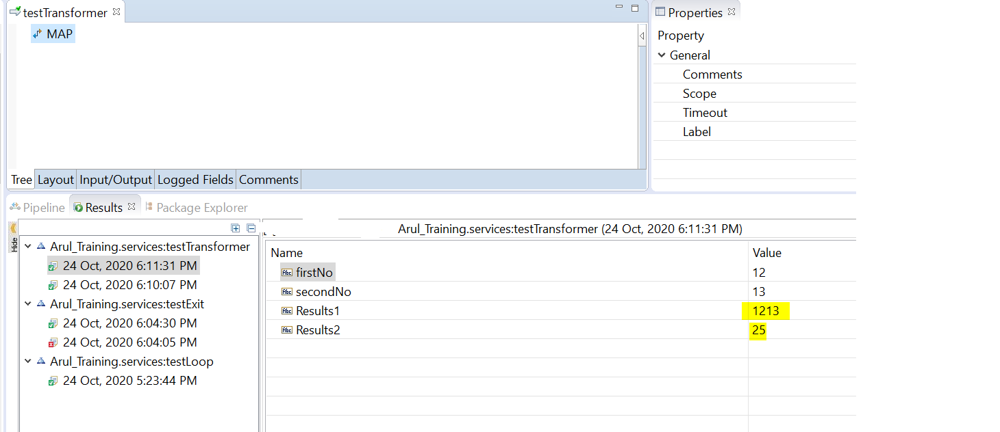 testTransformer
MAP
Tree Layout Input/Output Logged Fields Comments
Properties
Property
General
Comments
Scope
Timeout
Label
Pipeline Results Package Explorer
Hide
Arul_Training.services:testTransformer
24 Oct, 2020 6:11:31 PM
24 Oct, 2020 6:10:07 PM
Arul_Training.services:testExit
24 Oct, 2020 6:04:30 PM
24 Oct, 2020 6:04:05 PM
Arul_Training.services:testLoop
24 Oct, 2020 5:23:44 PM
Arul_Training.services:testTransformer (24 Oct, 2020 6:11:31 PM)
Name Value
Abc firstNo 12
Abc secondNo 13
Abc Results1 1213
Abc Results2 25